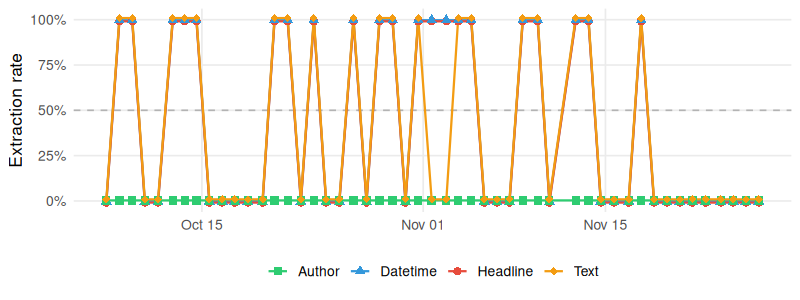 100%
75%
50%
25%
0%
Extraction rate
Oct 15
Nov 01
Nov 15
Author
Datetime
Headline
Text